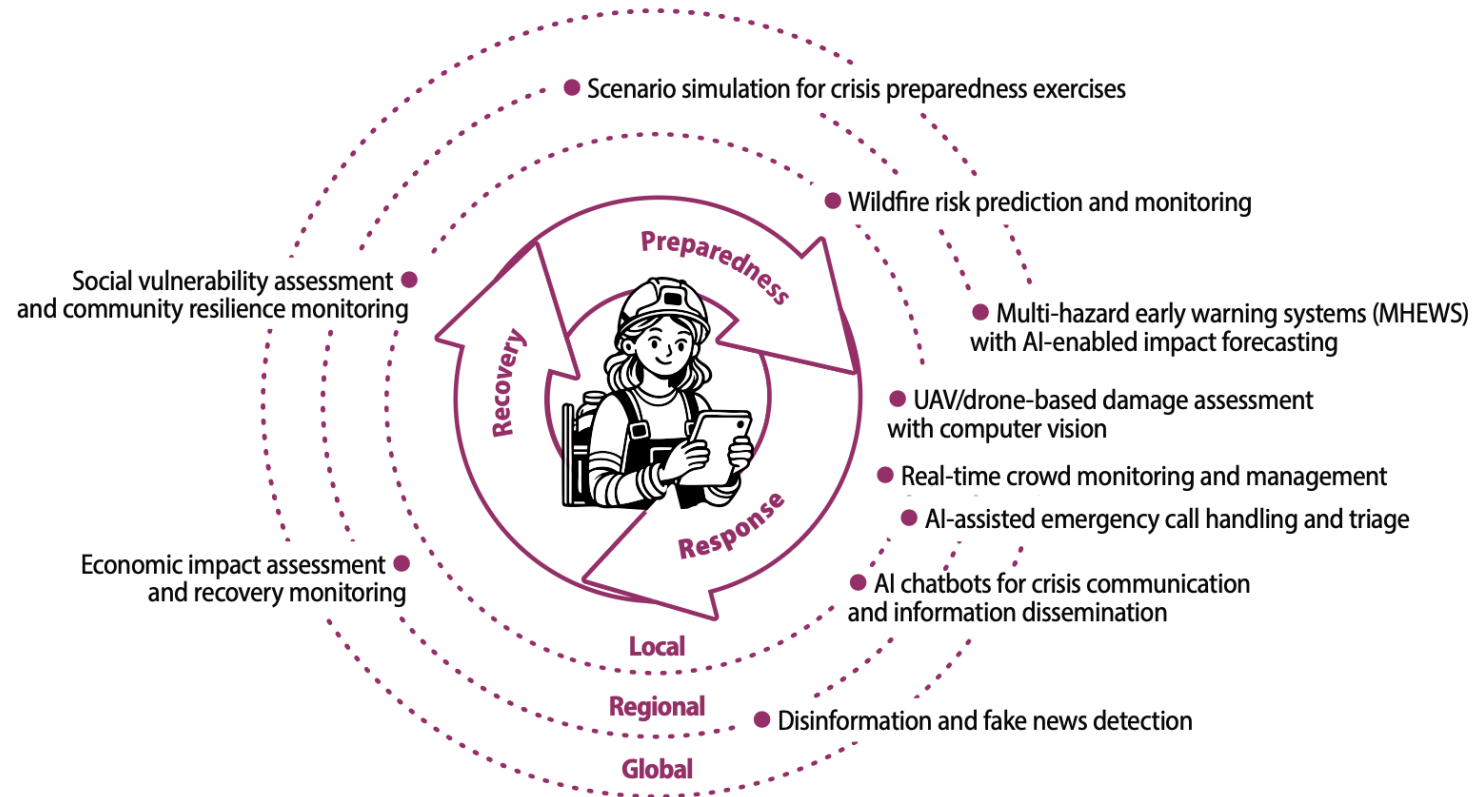 Scenario simulation for crisis preparedness exercises
Wildfire risk prediction and monitoring
Preparedness
Social vulnerability assessment
and community resilience monitoring
Multi-hazard early warning systems (MHEWS)
with AI-enabled impact forecasting
Recovery
UAV/drone-based damage assessment
with computer vision
Real-time crowd monitoring and management
AI-assisted emergency call handling and triage
Response
Economic impact assessment
and recovery monitoring
AI chatbots for crisis communication
and information dissemination
Local
Regional
Disinformation and fake news detection
Global